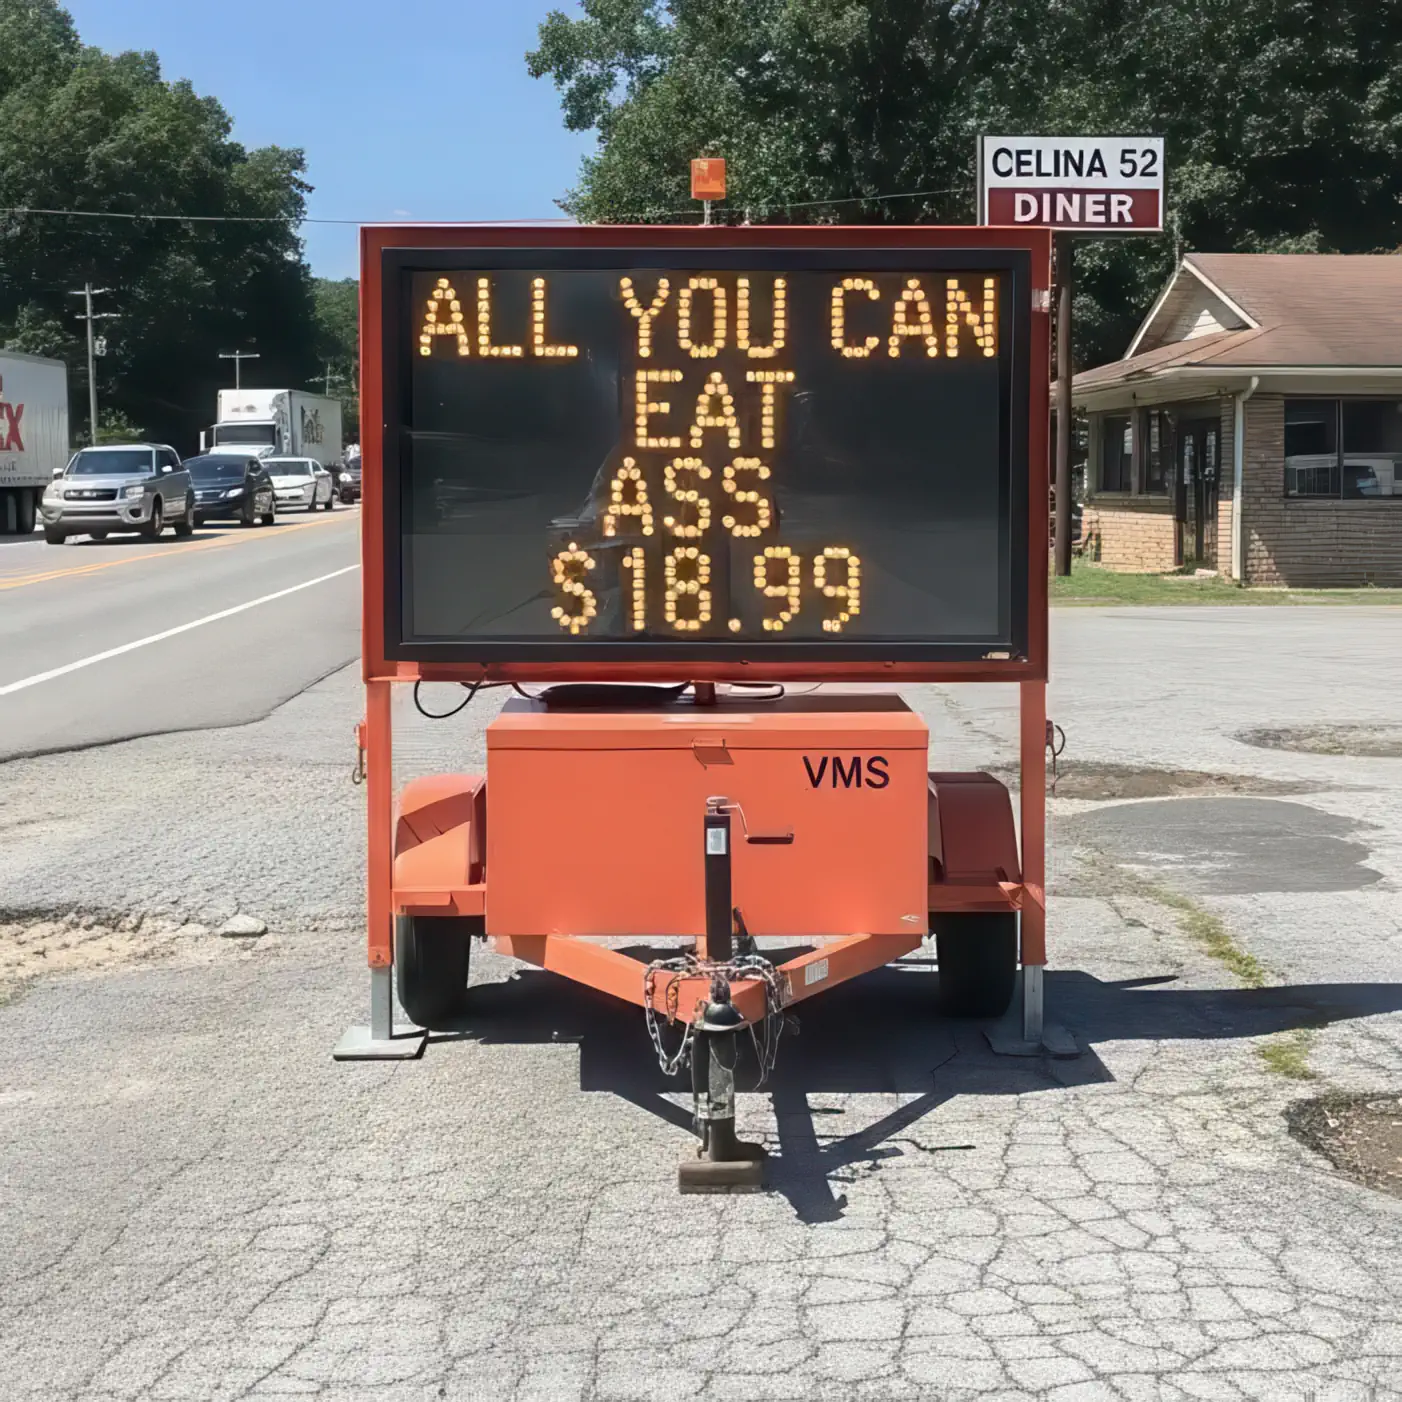 CELINA 52
DINER
ALL YOU CAN
EAT
ASS
$18.99
VMS